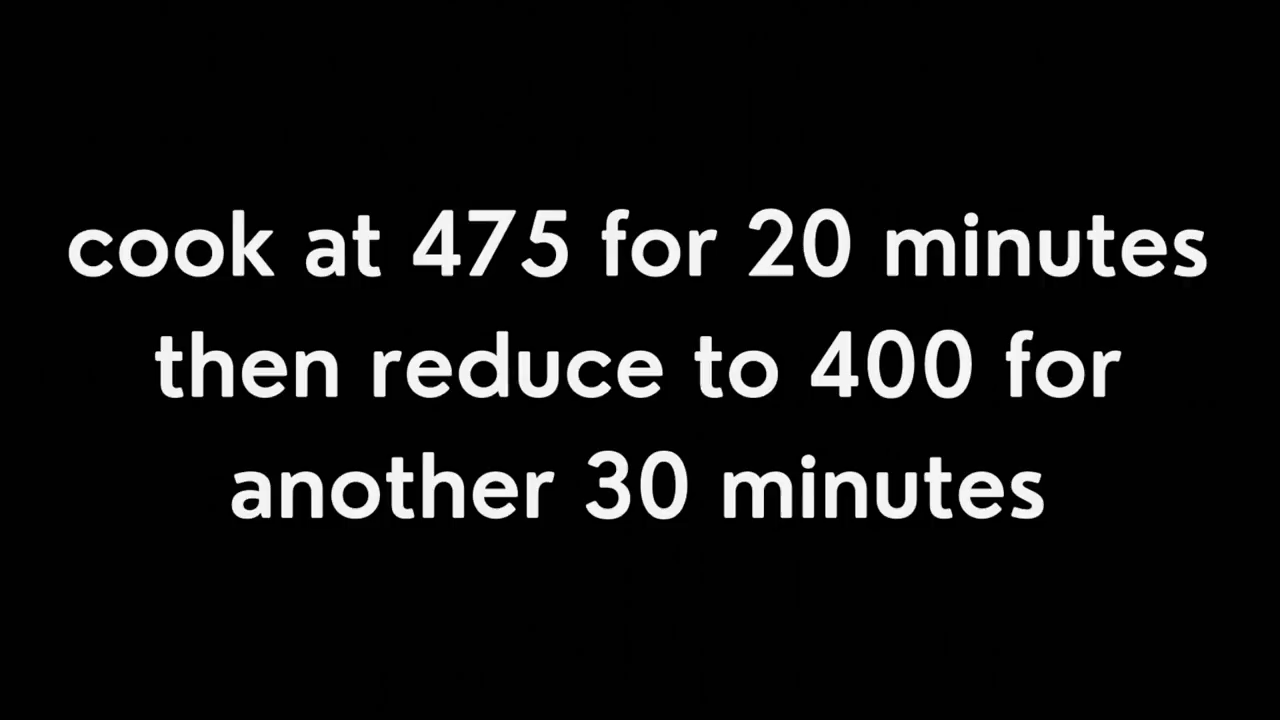 cook at 475 for 20 minutes
then reduce to 400 for
another 30 minutes